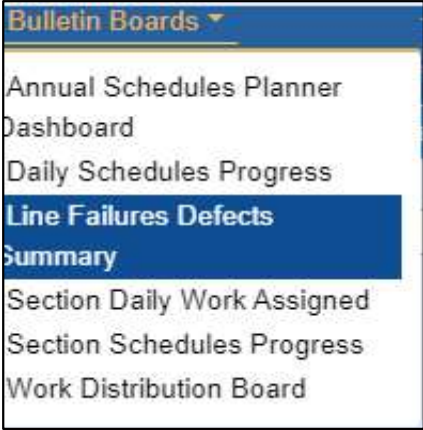 Bulletin Boards
Annual Schedules Planner
Dashboard
Daily Schedules Progress
Line Failures Defects
Summary
Section Daily Work Assigned
Section Schedules Progress
Work Distribution Board